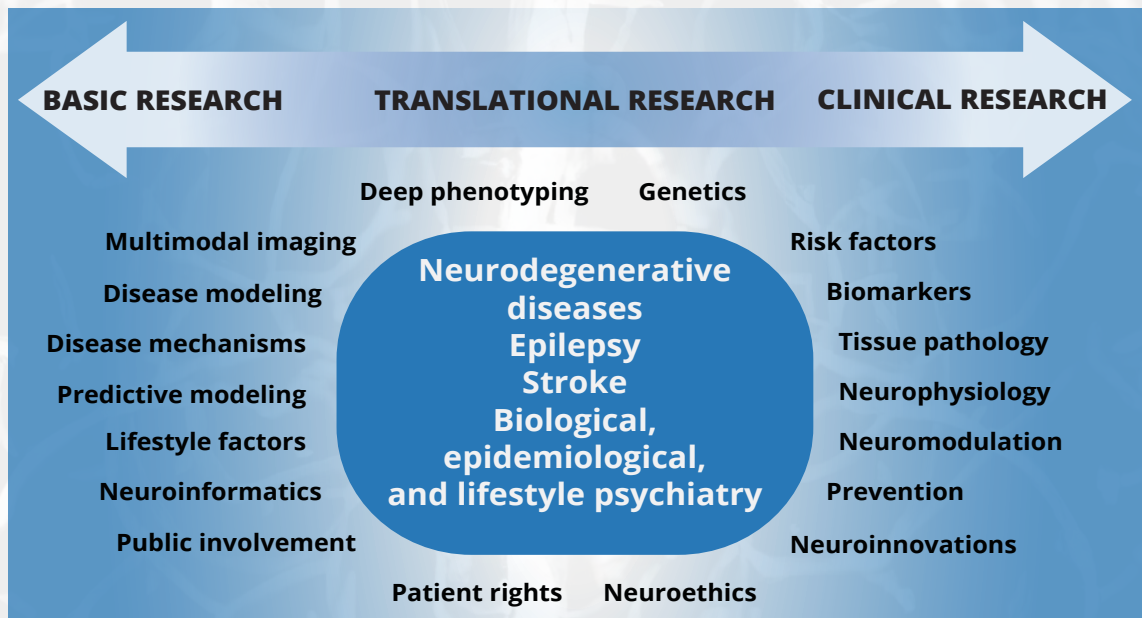 BASIC RESEARCH
TRANSLATIONAL RESEARCH
CLINICAL RESEARCH
Deep phenotyping
Genetics
Multimodal imaging
Disease modeling
Disease mechanisms
Predictive modeling
Lifestyle factors
Neuroinformatics
Public involvement
Neurodegenerative
diseases
Epilepsy
Stroke
Biological,
epidemiological,
and lifestyle psychiatry
Risk factors
Biomarkers
Tissue pathology
Neurophysiology
Neuromodulation
Prevention
Neuroinnovations
Patient rights
Neuroethics